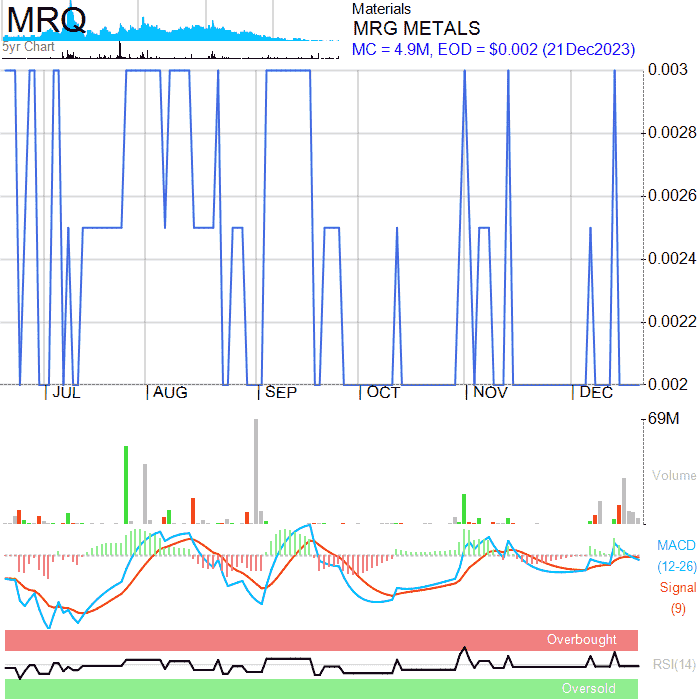 MRQ
5yr Chart
Materials
MRG METALS
MC = 4.9M, EOD = $0.002 (21Dec2023)
0.003
0.0028
0.0026
0.0024
0.0022
0.002
JUL AUG SEP OCT NOV DEC
69M
Volume
MACD
(12-26)
Signal
(9)
Overbought
RSI(14)
Oversold